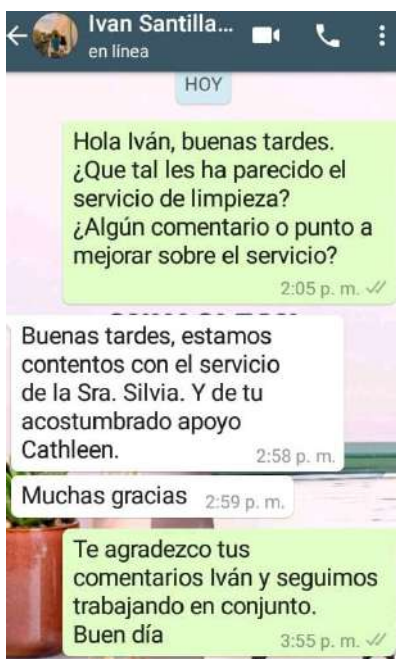 Ivan Santilla...
en línea
HOY
Hola Iván, buenas tardes.
¿Que tal les ha parecido el
servicio de limpieza?
¿Algún comentario o punto a
mejorar sobre el servicio?
2:05 p. m.
Buenas tardes, estamos
contentos con el servicio
de la Sra. Silvia. Y de tu
acostumbrado apoyo
Cathleen.
2:58 p. m.
Muchas gracias
2:59 p. m.
Te agradezco tus
comentarios Iván y seguimos
trabajando en conjunto.
Buen día
3:55 p. m.